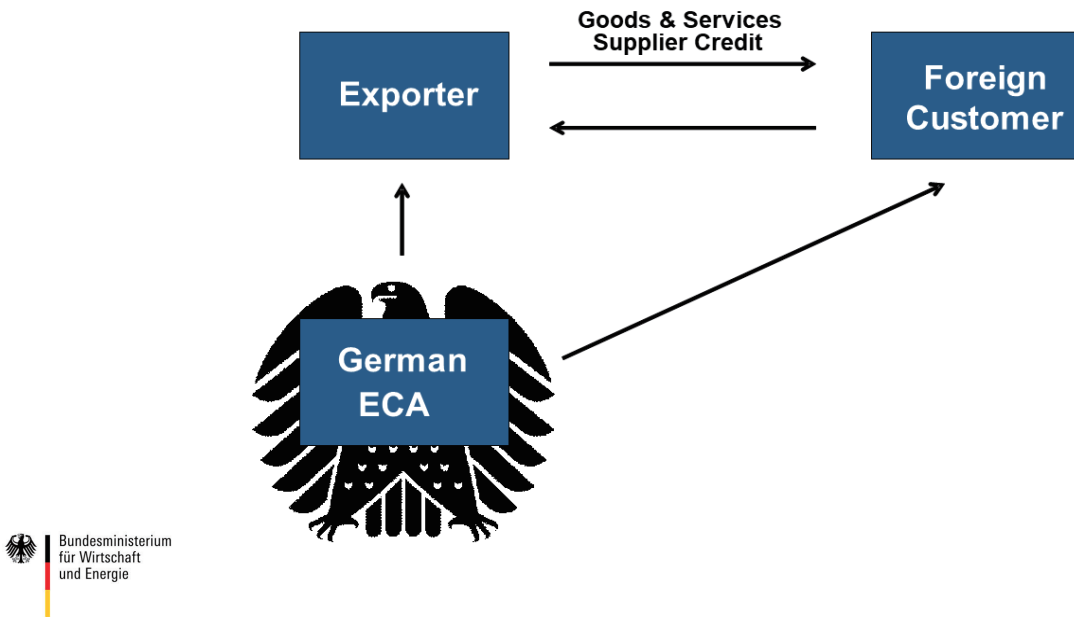 Goods & Services
Supplier Credit
Exporter
Foreign
Customer
German
ECA
Bundesministerium
für Wirtschaft
und Energie